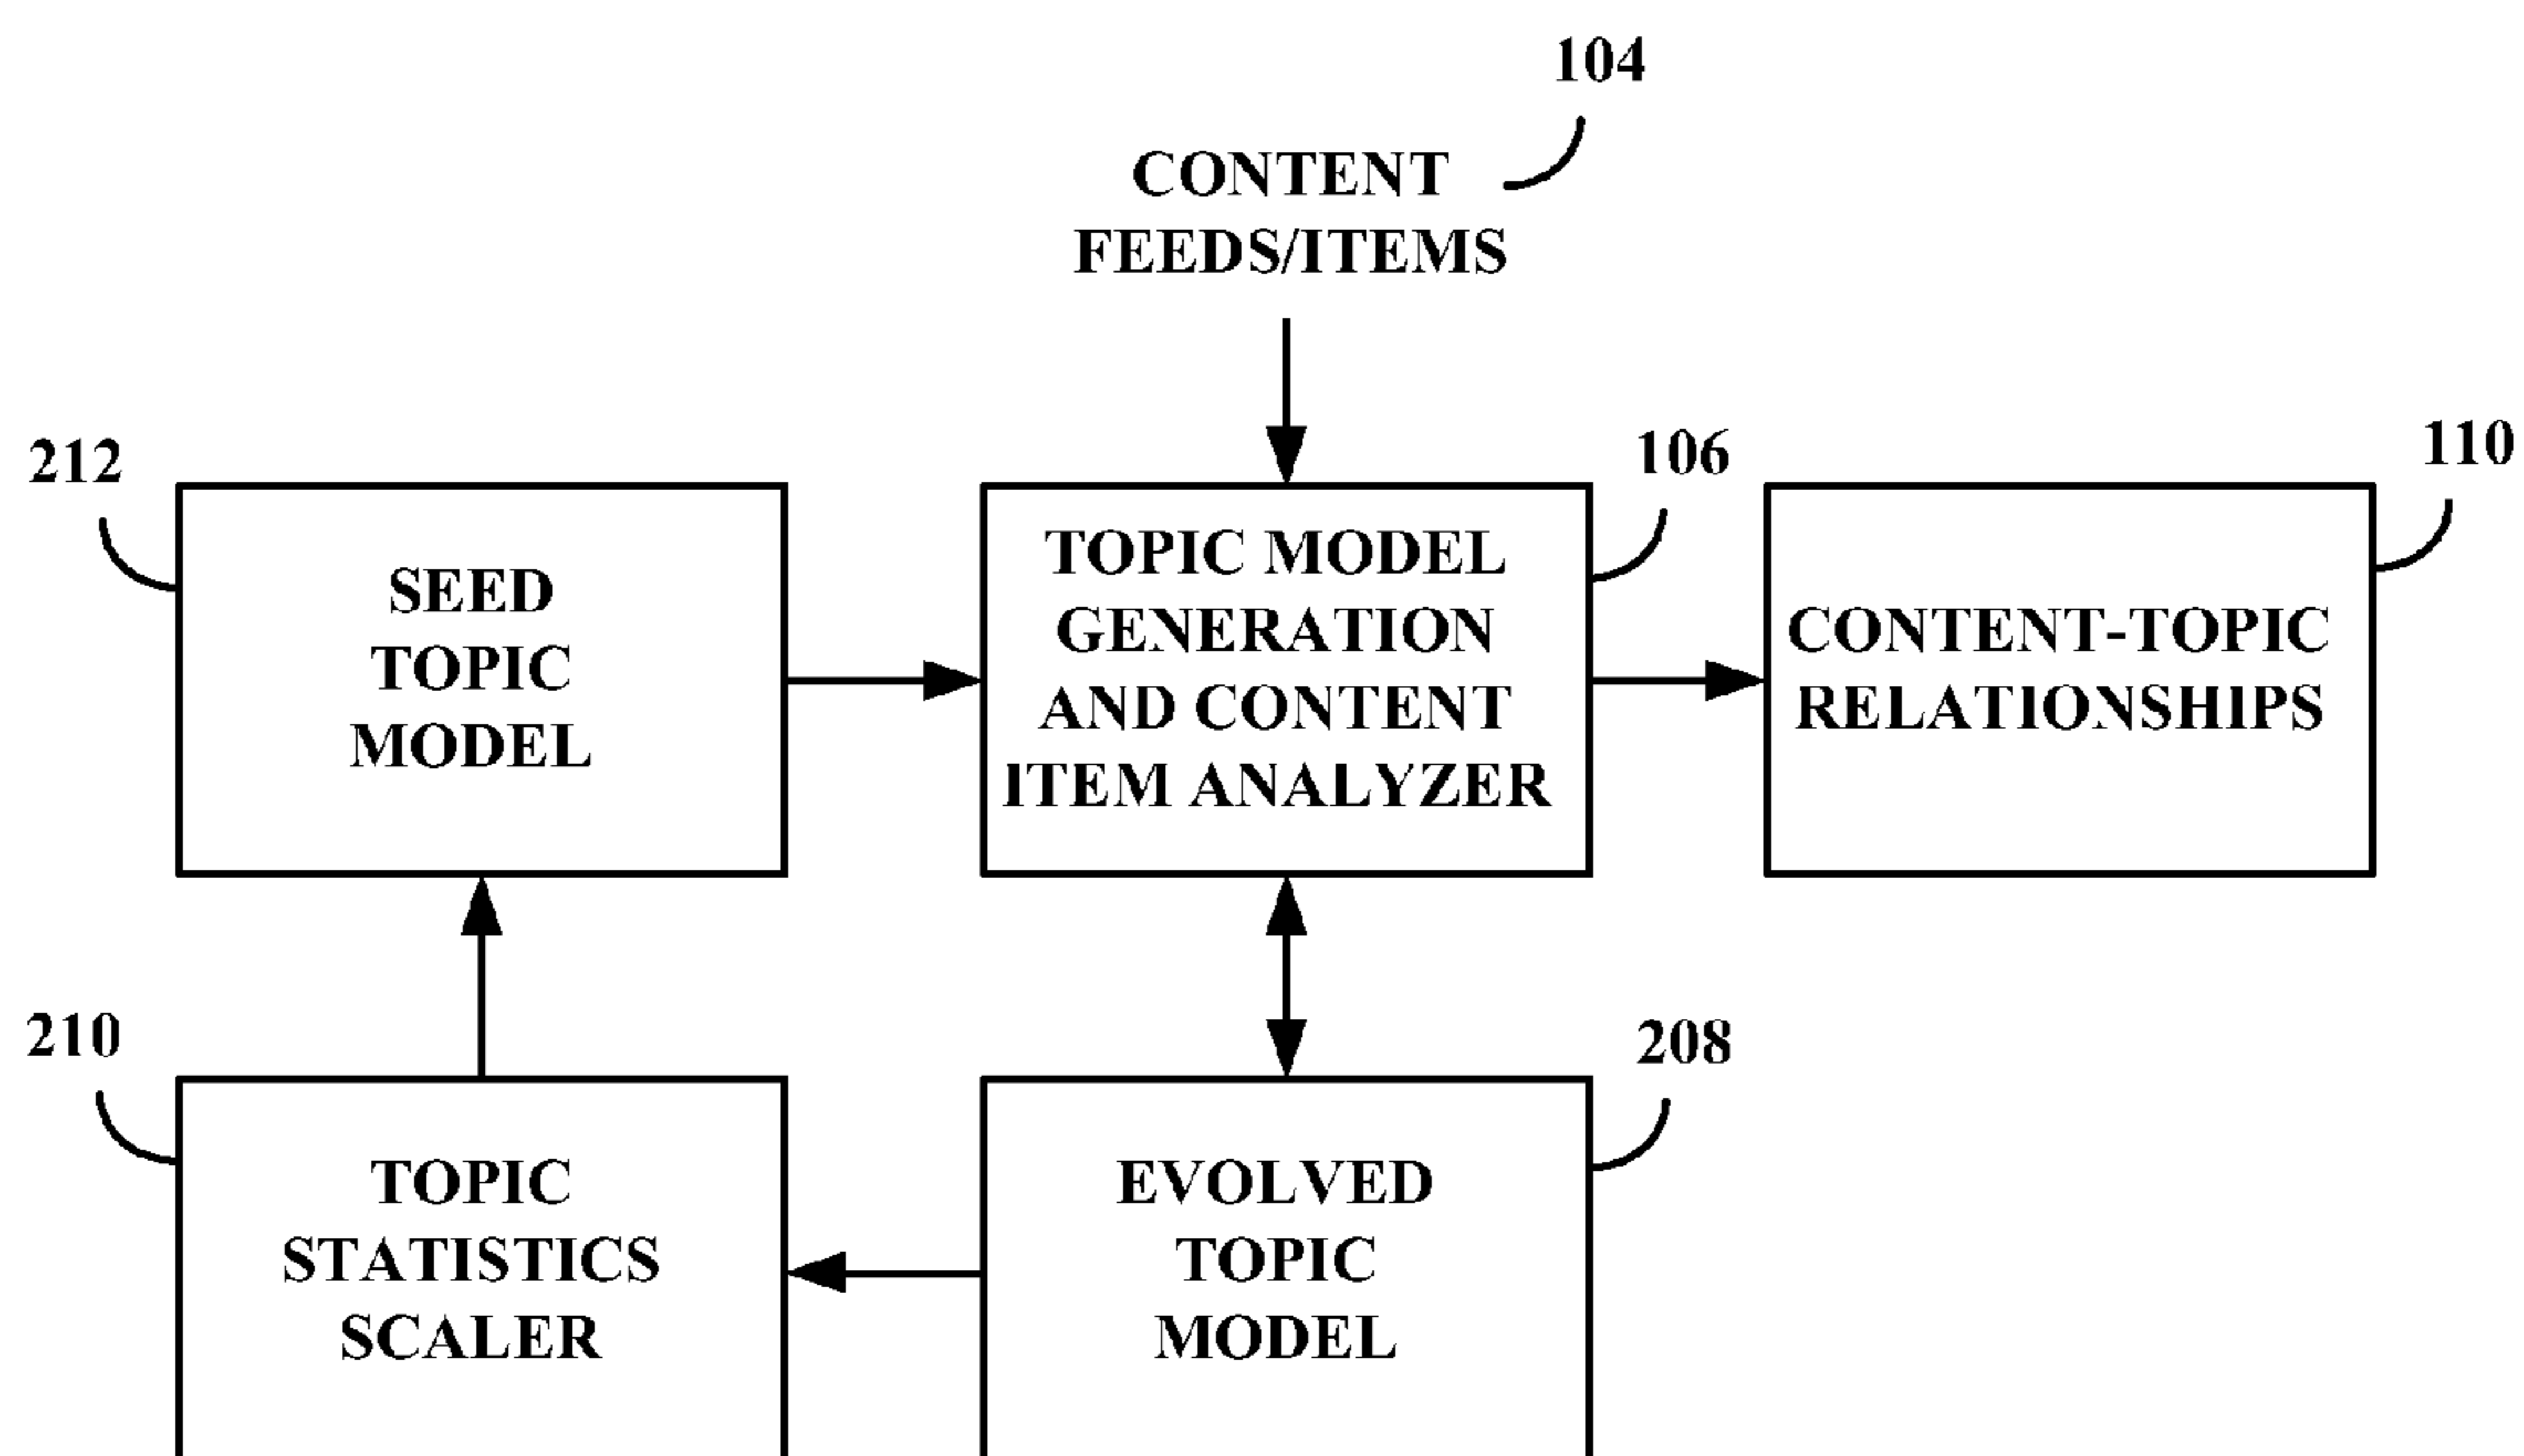 104
CONTENT
FEEDS/ITEMS
212
SEED
TOPIC
MODEL
106
TOPIC MODEL
GENERATION
AND CONTENT
ITEM ANALYZER
110
CONTENT-TOPIC
RELATIONSHIPS
210
TOPIC
STATISTICS
SCALER
208
EVOLVED
TOPIC
MODEL